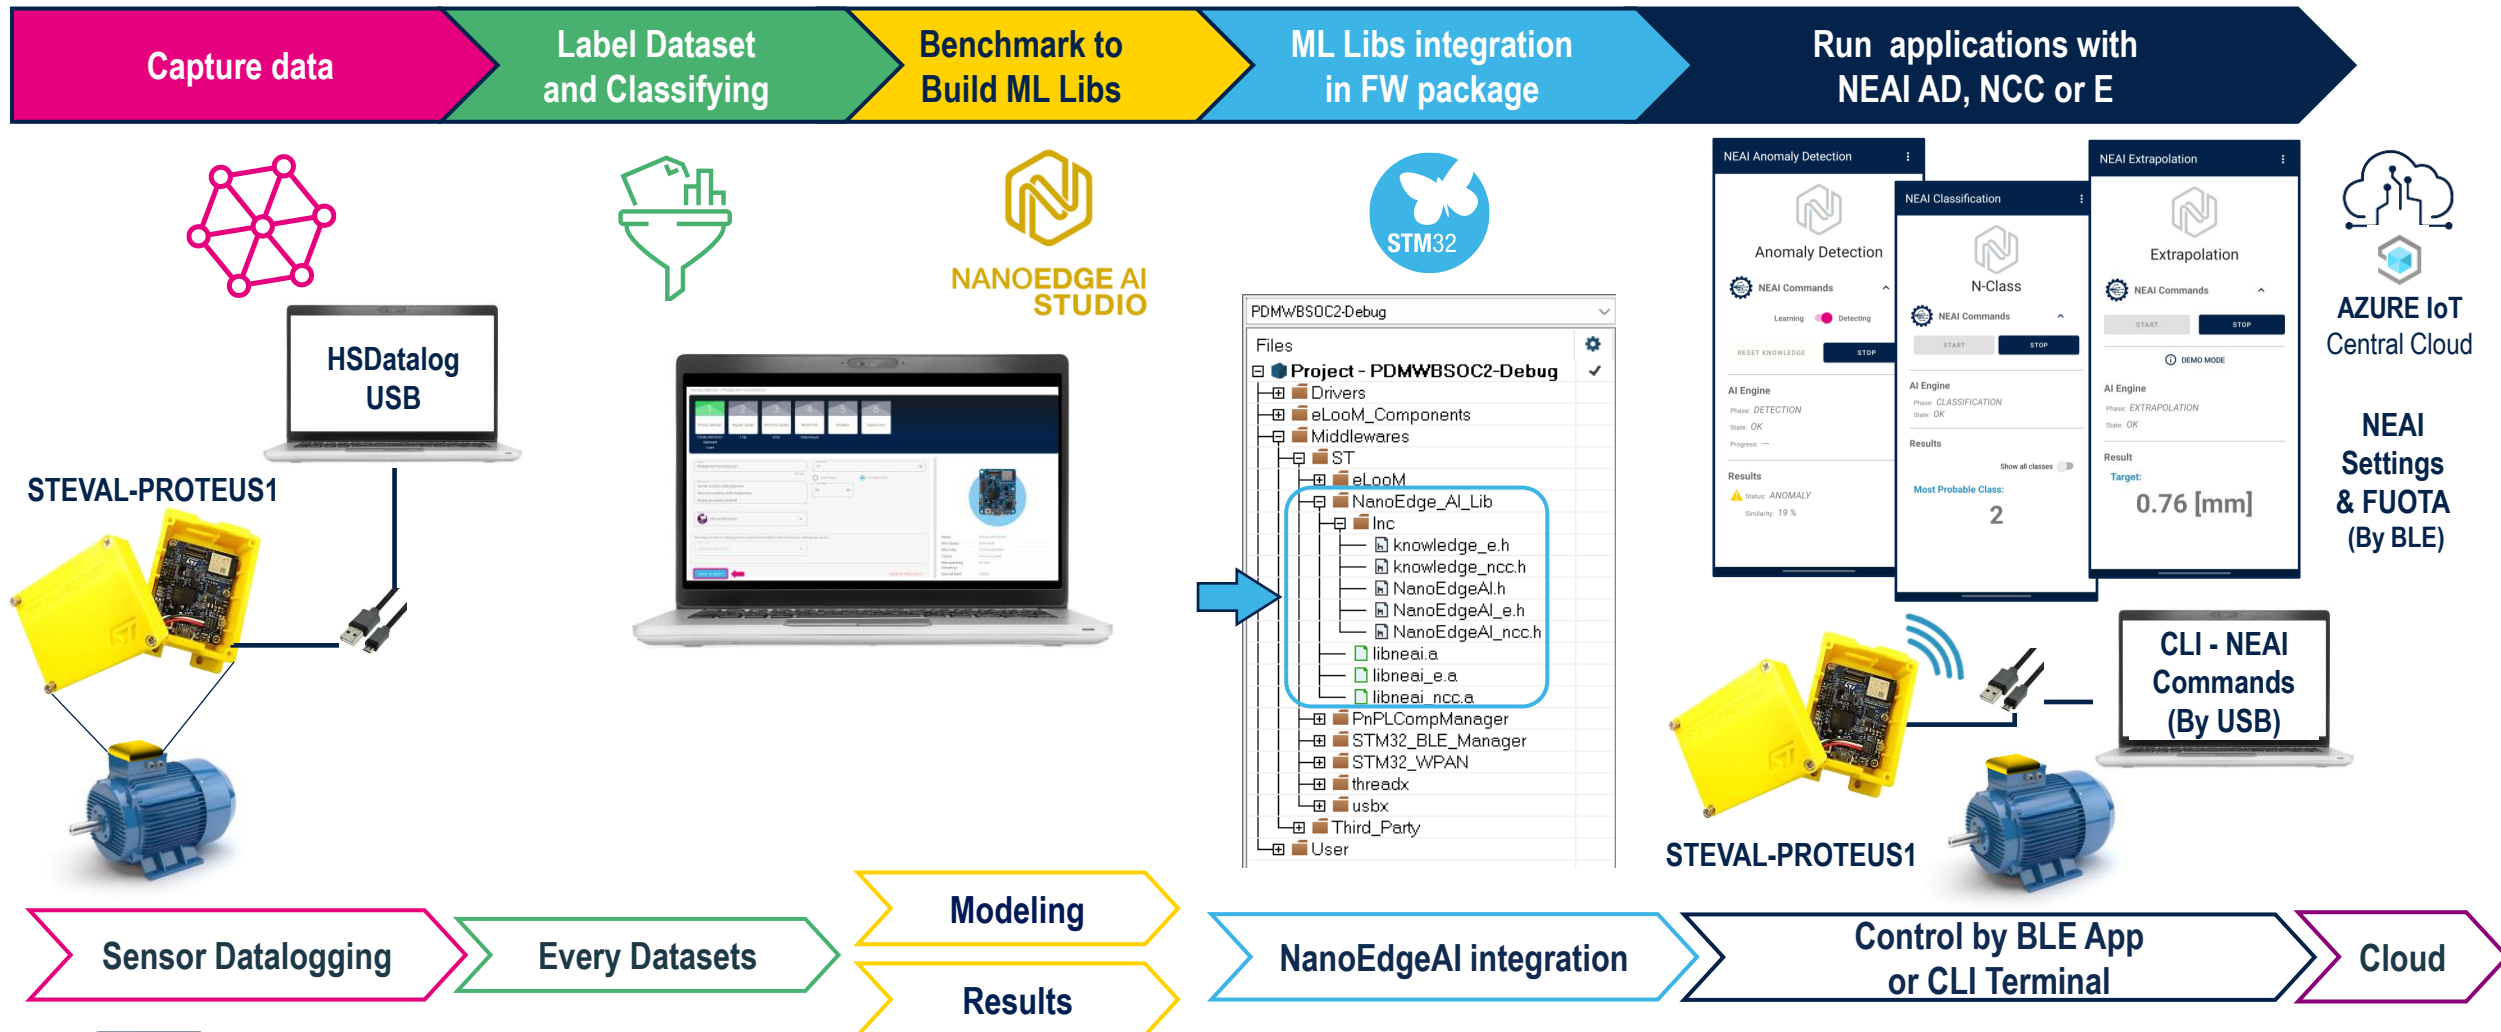 Capture data
Label Dataset
and Classifying
Benchmark to
Build ML Libs
ML Libs integration
in FW package
Run applications with
NEAI AD, NCC or E
HSDatalog
USB
STEVAL-PROTEUS1
NANOEDGE AI
STUDIO
1 2 3 4 5 6
STM32
PDMWBSOC2-Debug
Files
Project - PDMWBSOC2-Debug
Drivers
eLooM_Components
Middlewares
ST
eLooM
NanoEdge_AI_Lib
Inc
knowledge_e.h
knowledge_ncc.h
NanoEdgeAI.h
NanoEdgeAI_e.h
NanoEdgeAI_ncc.h
libneai.a
libneai_e.a
libneai_ncc.a
PnPLCompManager
STM32_BLE_Manager
STM32_WPAN
threadx
usbx
Third_Party
User
NEAI Anomaly Detection
Anomaly Detection
NEAI Commands
Learning Detecting
RESET KNOWLEDGE STOP
AI Engine
Phase: DETECTION
State: OK
Progress: —
Results
Status: ANOMALY
Similarity: 19 %
NEAI Classification
N-Class
NEAI Commands
START STOP
AI Engine
Phase: CLASSIFICATION
State: OK
Results
Show all classes
Most Probable Class:
2
NEAI Extrapolation
Extrapolation
NEAI Commands
START STOP
DEMO MODE
AI Engine
Phase: EXTRAPOLATION
State: OK
Result
Target:
0.76 [mm]
AZURE IoT
Central Cloud
NEAI
Settings
& FUOTA
(By BLE)
CLI - NEAI
Commands
(By USB)
STEVAL-PROTEUS1
Sensor Datalogging
Every Datasets
Modeling
Results
NanoEdgeAI integration
Control by BLE App
or CLI Terminal
Cloud